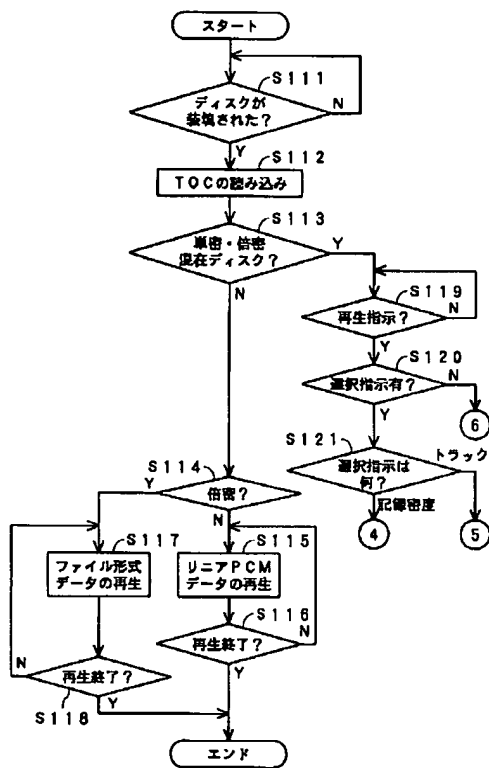 スタート
S111
ディスクが
装填された?
N
Y
S112
TOCの読み込み
S113
単密・倍密
混在ディスク?
Y
N
S119
再生指示?
N
Y
S120
選択指示有?
N
Y
6
S121
選択指示は
何?
トラック
記録密度
4
5
S114
倍密?
Y
N
S117
ファイル形式
データの再生
S115
リニアPCM
データの再生
S116
再生終了?
N
Y
再生終了?
N
Y
S118
エンド